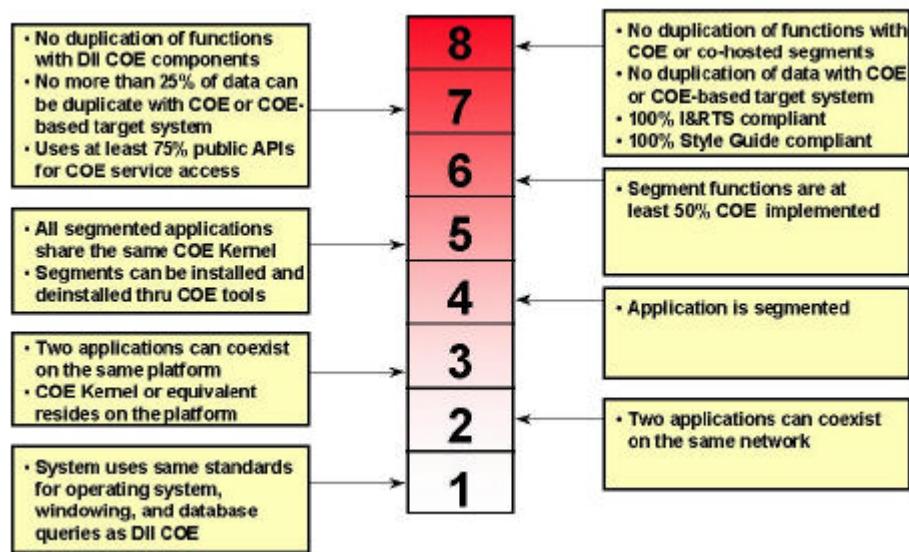 • No duplication of functions
with DII COE components
• No more than 25% of data can
be duplicate with COE or COE-
based target system
• Uses at least 75% public APIs
for COE service access
• All segmented applications
share the same COE Kernel
• Segments can be installed and
deinstalled thru COE tools
• Two applications can coexist
on the same platform
• COE Kernel or equivalent
resides on the platform
• System uses same standards
for operating system,
windowing, and database
queries as DII COE
8
7
6
5
4
3
2
1
• No duplication of functions with
COE or co-hosted segments
• No duplication of data with COE
or COE-based target system
• 100% I&RTS compliant
• 100% Style Guide compliant
• Segment functions are at
least 50% COE implemented
• Application is segmented
• Two applications can coexist
on the same network